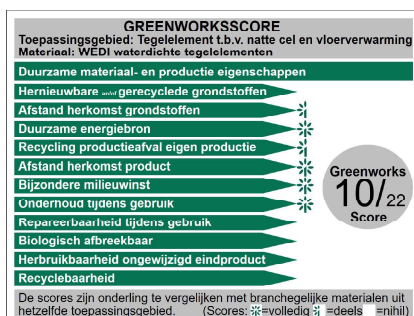 GREENWORKSSCORE
Toepassingsgebied: Tegelelement t.b.v. natte cel en vloerverwarming
Materiaal: WEDI waterdichte tegelelementen
Duurzame materiaal- en productie eigenschappen
Hernieuwbare en/of gerecyclede grondstoffen
Afstand herkomst grondstoffen
Duurzame energiebron
Recycling productieafval eigen productie
Afstand herkomst product
Bijzondere milieuwinst
Onderhoud tijdens gebruik
Repareerbaarheid tijdens gebruik
Biologisch afbreekbaar
Herbruikbaarheid ongewijzigd eindproduct
Recyclebaarheid
Greenworks
10/22
Score
De scores zijn onderling te vergelijken met branchegelijke materialen uit
hetzelfde toepassingsgebied. (Scores: =volledig =deels =nihil)